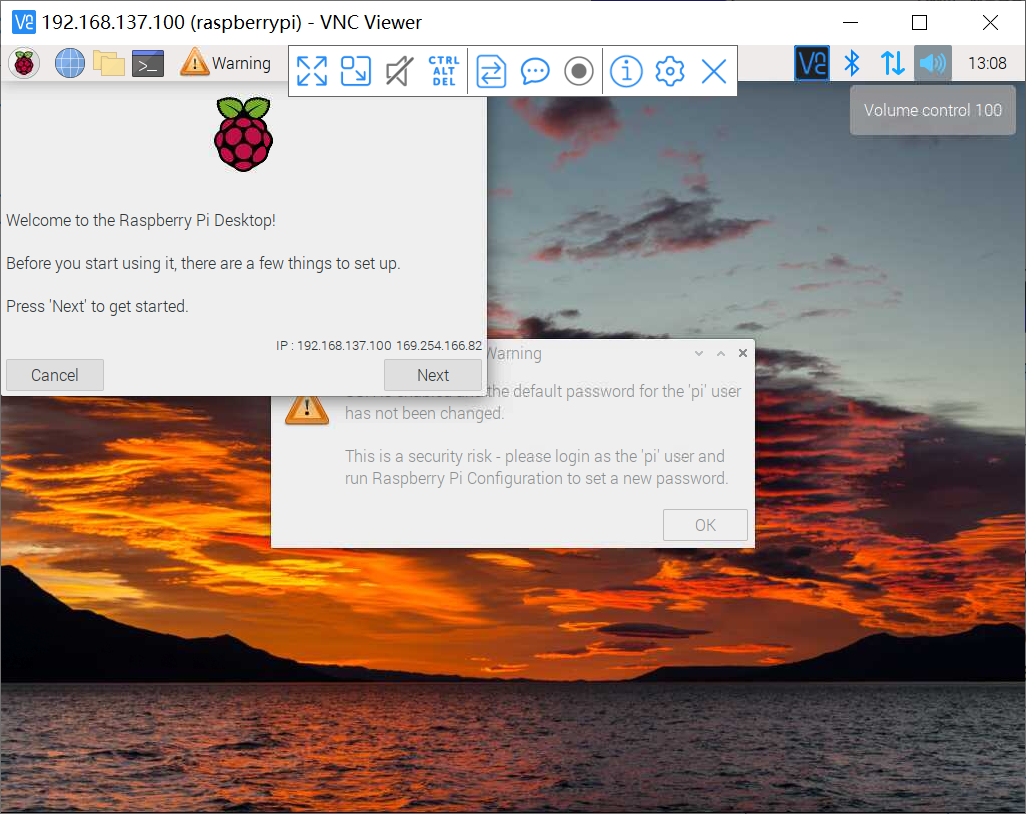 192.168.137.100 (raspberrypi) - VNC Viewer
Warning
CTRL
ALT
DEL
13:08
Volume control 100
Welcome to the Raspberry Pi Desktop!
Before you start using it, there are a few things to set up.
Press 'Next' to get started.
IP : 192.168.137.100 169.254.166.82
Cancel
Next
Warning
the default password for the 'pi' user
has not been changed.
This is a security risk - please login as the 'pi' user and
run Raspberry Pi Configuration to set a new password.
OK